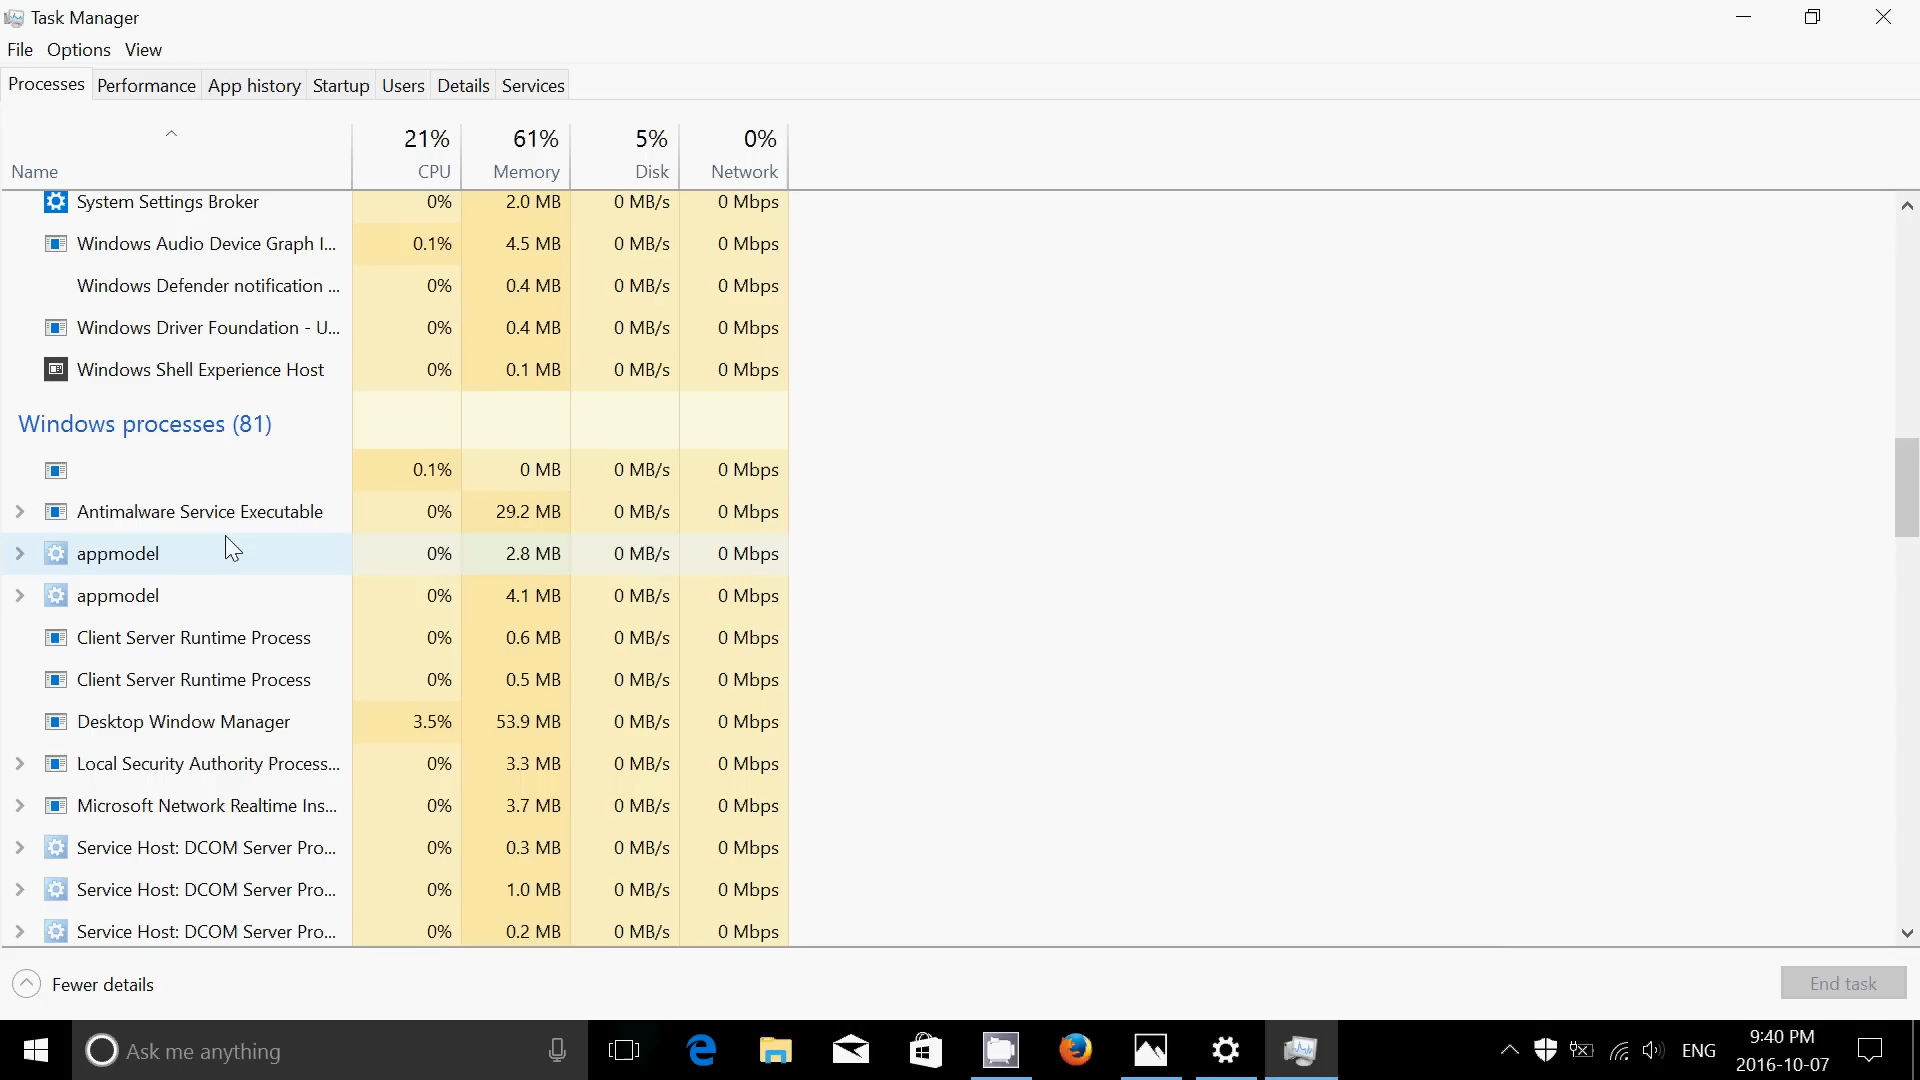 Task Manager
File Options View
Processes Performance App history Startup Users Details Services
21% 61% 5% 0%
Name CPU Memory Disk Network
System Settings Broker 0% 2.0 MB 0 MB/s 0 Mbps
Windows Audio Device Graph I... 0.1% 4.5 MB 0 MB/s 0 Mbps
Windows Defender notification ... 0% 0.4 MB 0 MB/s 0 Mbps
Windows Driver Foundation - U... 0% 0.4 MB 0 MB/s 0 Mbps
Windows Shell Experience Host 0% 0.1 MB 0 MB/s 0 Mbps
Windows processes (81)
0.1% 0 MB 0 MB/s 0 Mbps
Antimalware Service Executable 0% 29.2 MB 0 MB/s 0 Mbps
appmodel 0% 2.8 MB 0 MB/s 0 Mbps
appmodel 0% 4.1 MB 0 MB/s 0 Mbps
Client Server Runtime Process 0% 0.6 MB 0 MB/s 0 Mbps
Client Server Runtime Process 0% 0.5 MB 0 MB/s 0 Mbps
Desktop Window Manager 3.5% 53.9 MB 0 MB/s 0 Mbps
Local Security Authority Process... 0% 3.3 MB 0 MB/s 0 Mbps
Microsoft Network Realtime Ins... 0% 3.7 MB 0 MB/s 0 Mbps
Service Host: DCOM Server Pro... 0% 0.3 MB 0 MB/s 0 Mbps
Service Host: DCOM Server Pro... 0% 1.0 MB 0 MB/s 0 Mbps
Service Host: DCOM Server Pro... 0% 0.2 MB 0 MB/s 0 Mbps
Fewer details End task
Ask me anything ENG 9:40 PM
2016-10-07